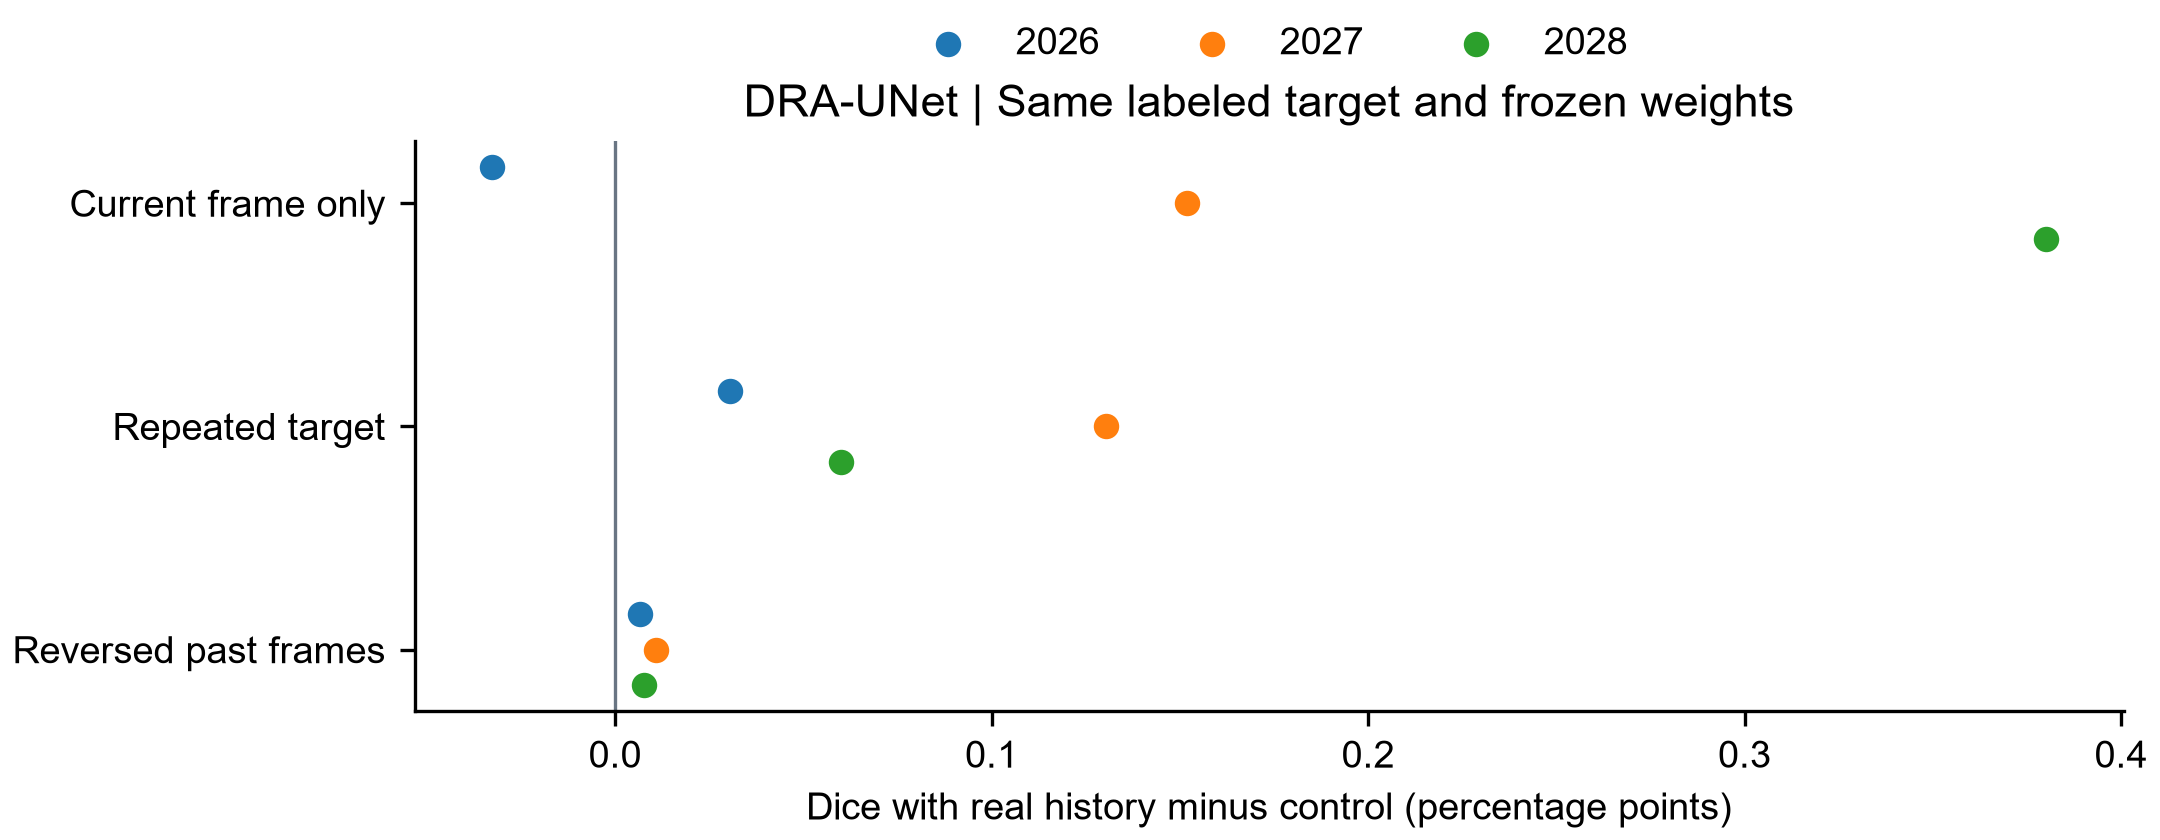 2026 2027 2028
DRA-UNet | Same labeled target and frozen weights
Current frame only
Repeated target
Reversed past frames
0.0 0.1 0.2 0.3 0.4
Dice with real history minus control (percentage points)